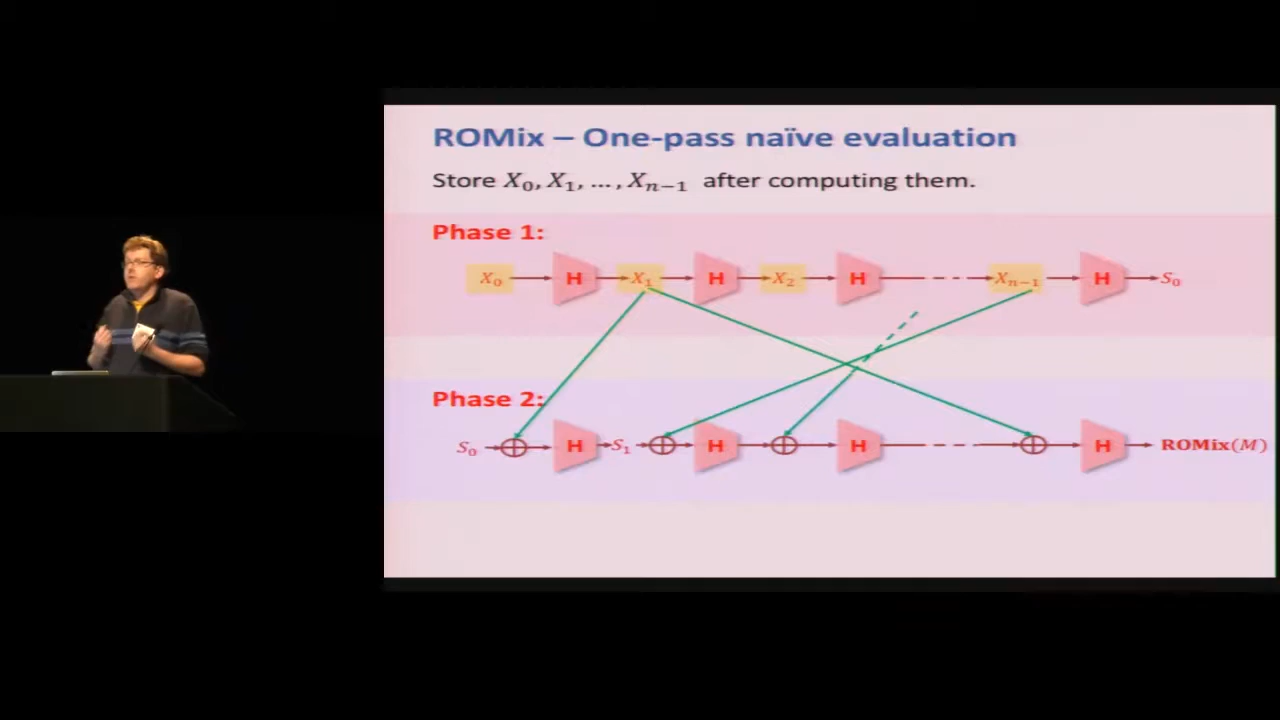 ROMix – One-pass naïve evaluation
Store X₀, X₁, …, Xₙ₋₁ after computing them.
Phase 1:
X₀ H X₁ H X₂ H Xₙ₋₁ H S₀
Phase 2:
S₀ H S₁ H H H ROMix(M)